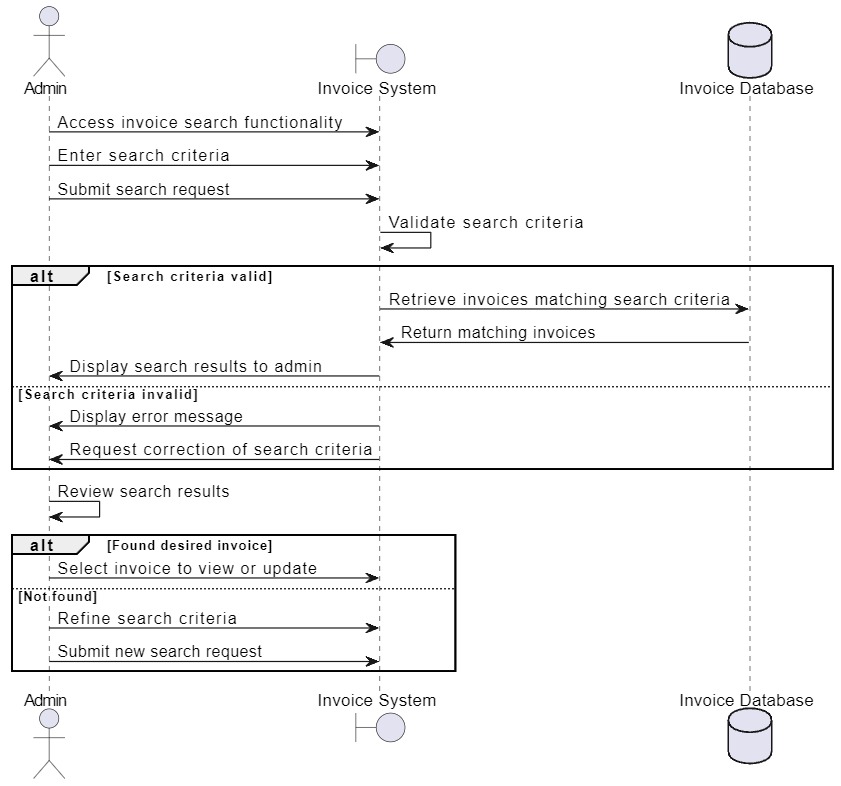 Admin
Invoice System
Invoice Database
Access invoice search functionality
Enter search criteria
Submit search request
Validate search criteria
alt
[Search criteria valid]
Retrieve invoices matching search criteria
Return matching invoices
Display search results to admin
[Search criteria invalid]
Display error message
Request correction of search criteria
Review search results
alt
[Found desired invoice]
Select invoice to view or update
[Not found]
Refine search criteria
Submit new search request
Admin
Invoice System
Invoice Database